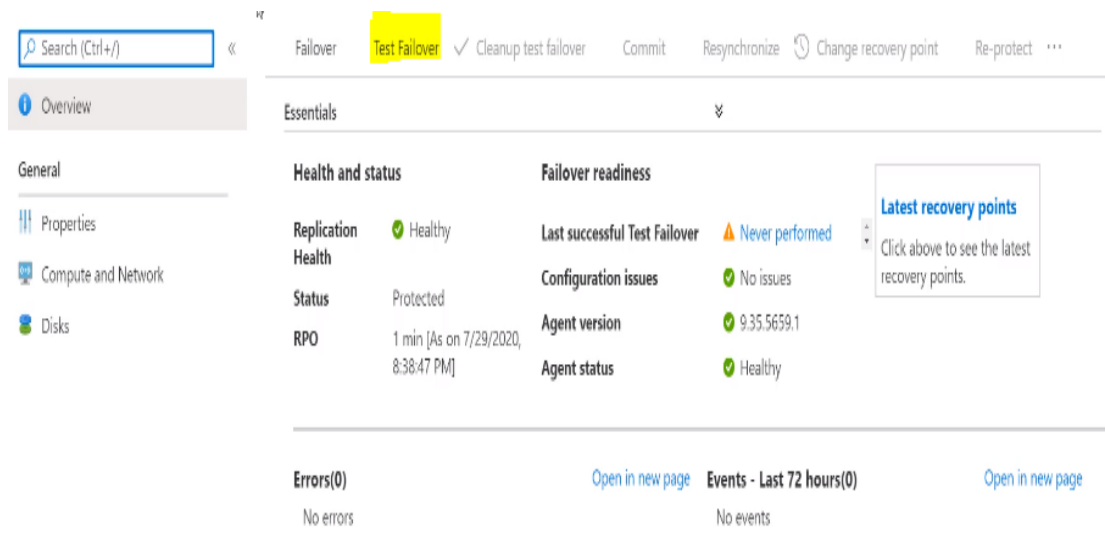 Search (Ctrl+/)
«
Overview
General
Properties
Compute and Network
Disks
Failover
Test Failover
Cleanup test failover
Commit
Resynchronize
Change recovery point
Re-protect
...
Essentials
Health and status
Replication Health
Healthy
Status
Protected
RPO
1 min [As on 7/29/2020,
8:38:47 PM]
Failover readiness
Last successful Test Failover
Never performed
Configuration issues
No issues
Agent version
9.35.5659.1
Agent status
Healthy
Latest recovery points
Click above to see the latest
recovery points.
Errors(0)
Open in new page
No errors
Events - Last 72 hours(0)
Open in new page
No events